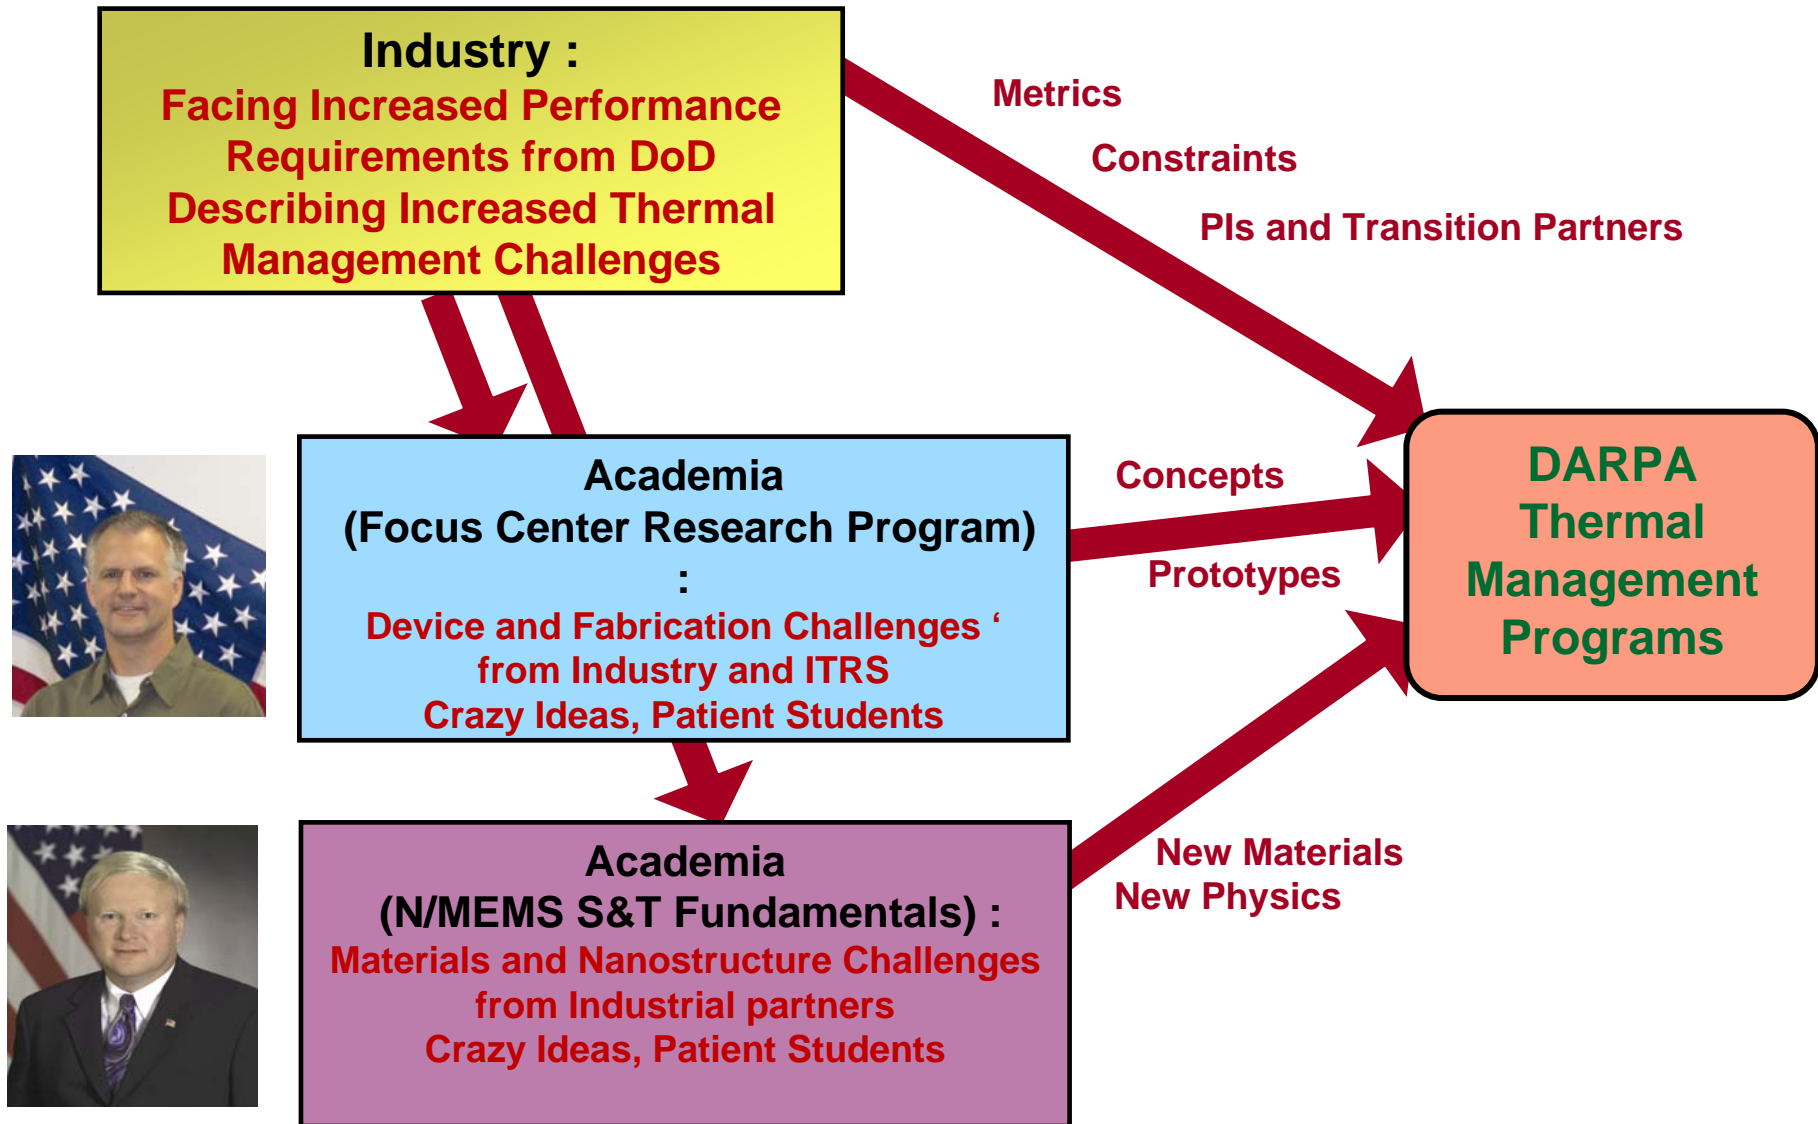 Industry :
Facing Increased Performance
Requirements from DoD
Describing Increased Thermal
Management Challenges
Metrics
Constraints
PIs and Transition Partners
Academia
(Focus Center Research Program)
:
Device and Fabrication Challenges ‘
from Industry and ITRS
Crazy Ideas, Patient Students
Concepts
Prototypes
DARPA
Thermal
Management
Programs
Academia
(N/MEMS S&T Fundamentals) :
Materials and Nanostructure Challenges
from Industrial partners
Crazy Ideas, Patient Students
New Materials
New Physics